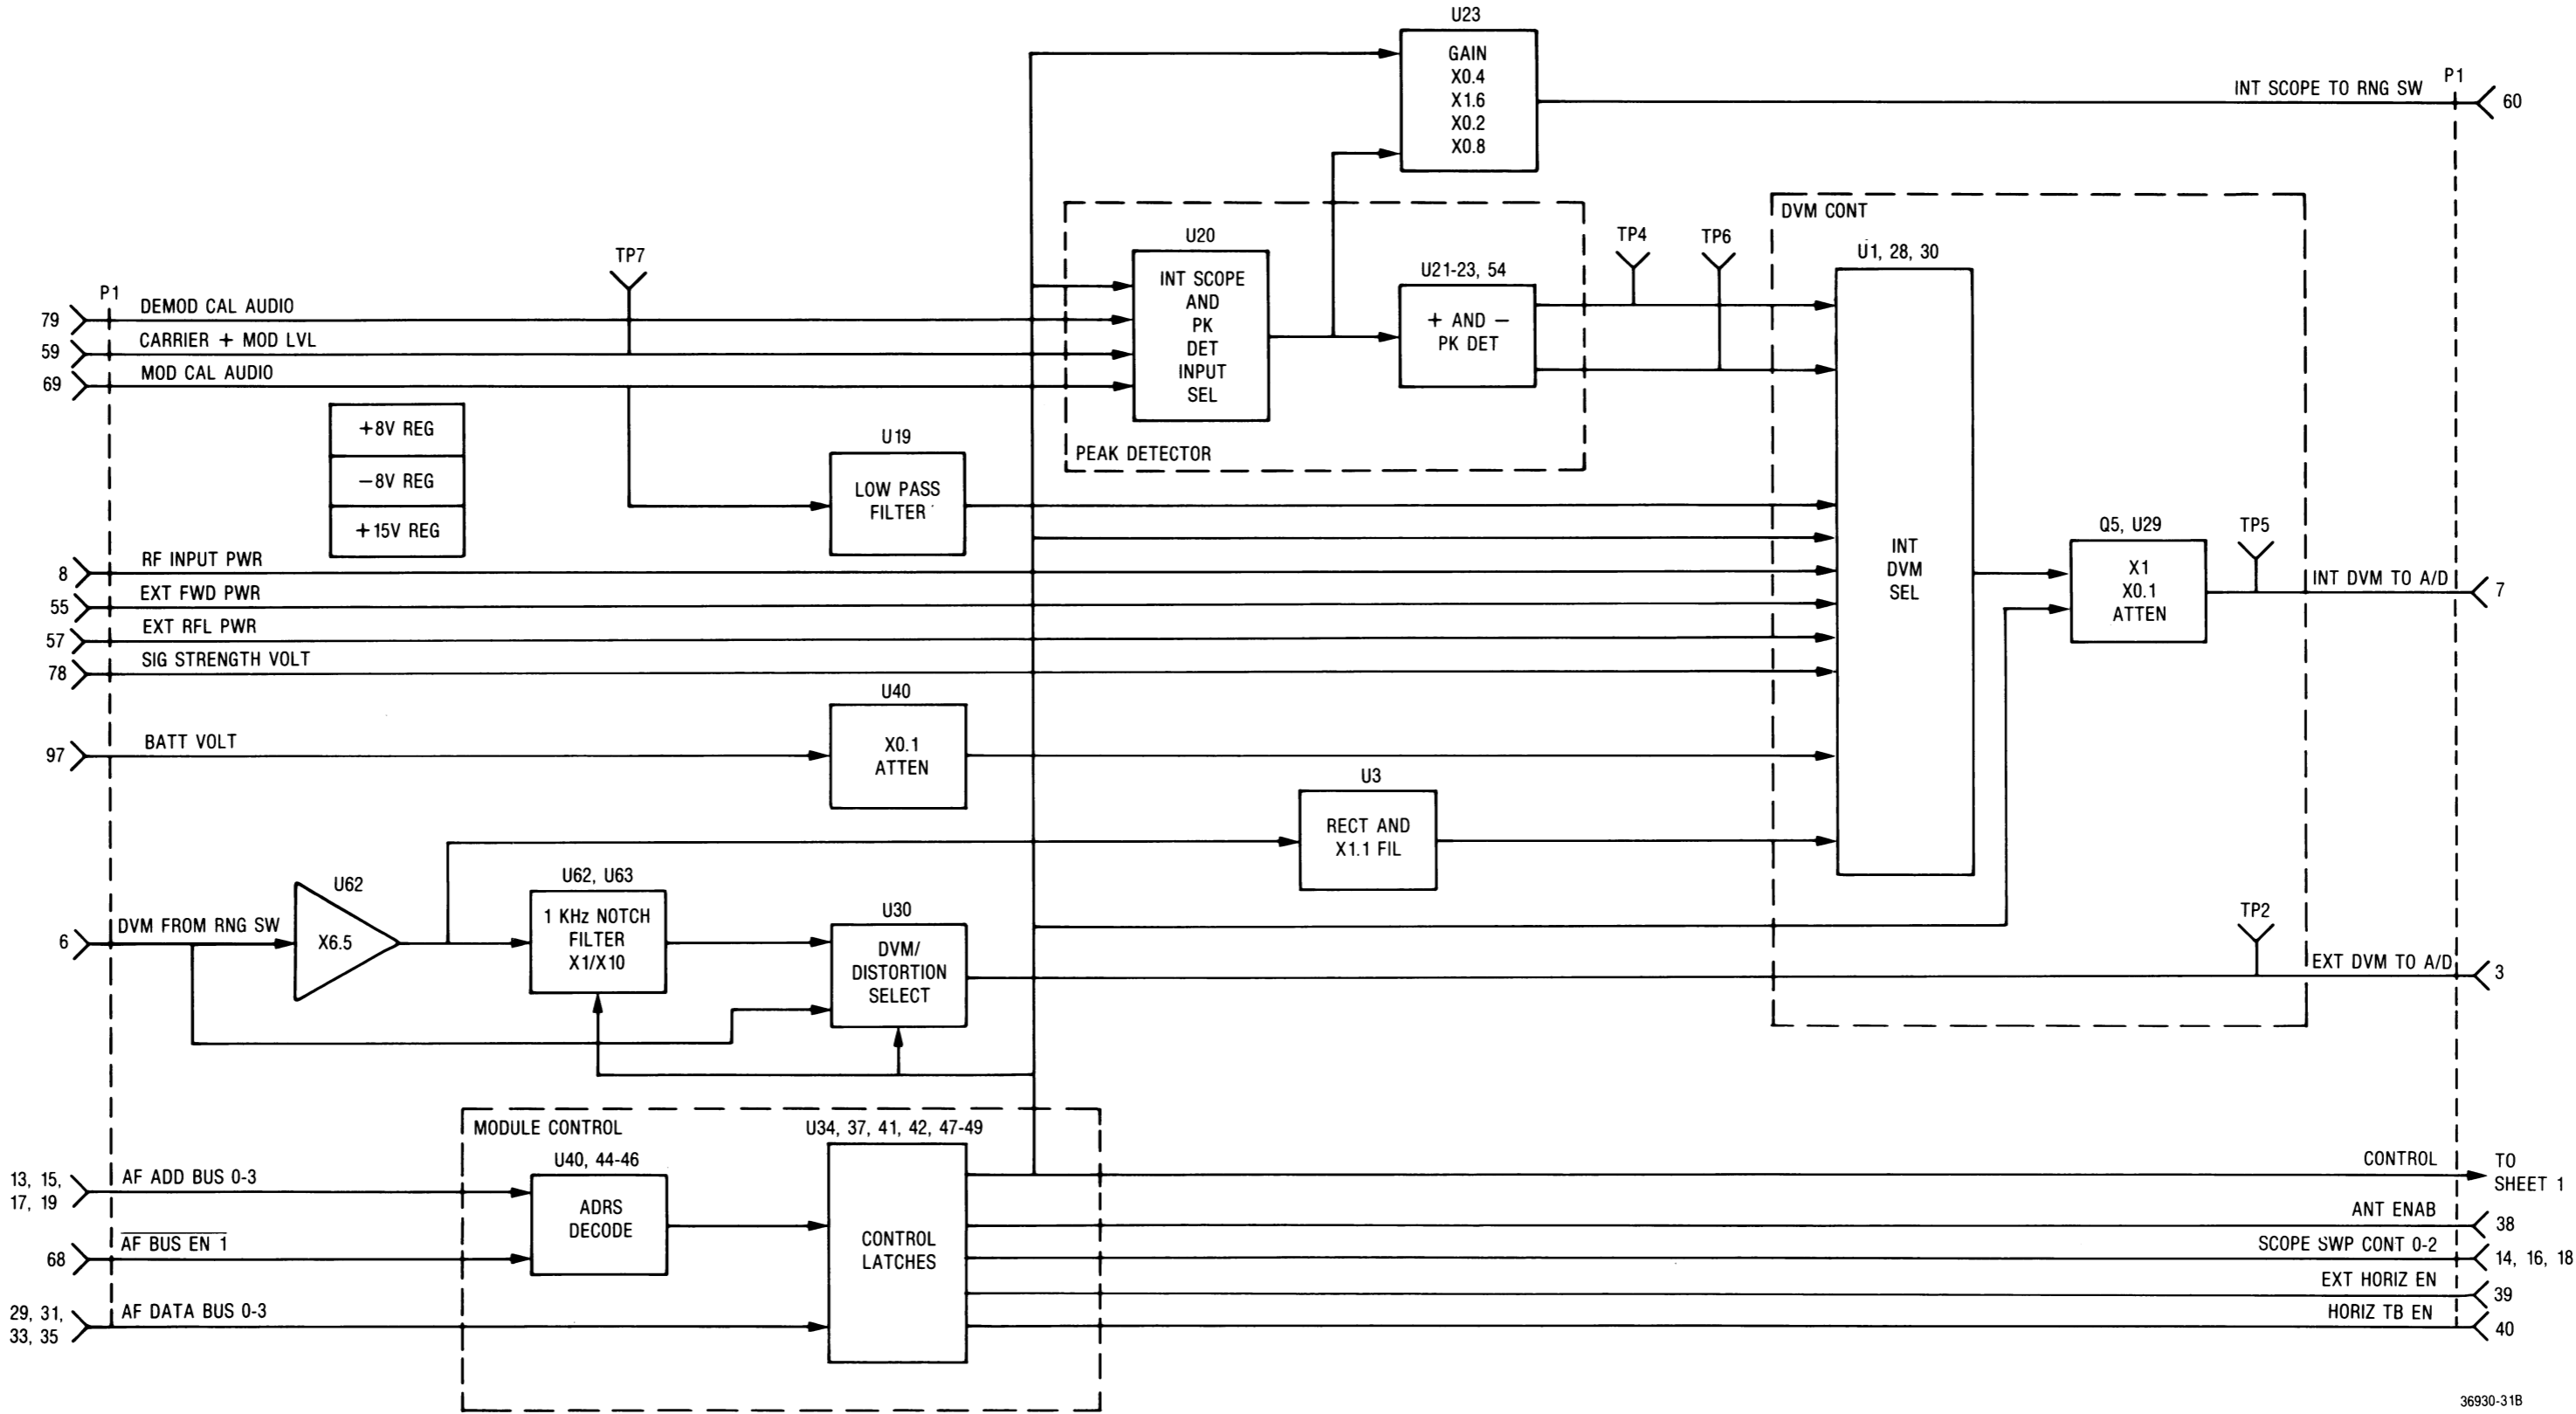 U23
GAIN
X0.4
X1.6
X0.2
X0.8
INT SCOPE TO RNG SW
P1
60
DVM CONT
U20
INT SCOPE
AND
PK
DET
INPUT
SEL
U21-23, 54
+ AND −
PK DET
PEAK DETECTOR
TP4
TP6
U1, 28, 30
INT
DVM
SEL
TP7
P1
79
DEMOD CAL AUDIO
59
CARRIER + MOD LVL
69
MOD CAL AUDIO
+8V REG
−8V REG
+15V REG
U19
LOW PASS
FILTER
Q5, U29
X1
X0.1
ATTEN
TP5
INT DVM TO A/D
7
8
RF INPUT PWR
55
EXT FWD PWR
57
EXT RFL PWR
78
SIG STRENGTH VOLT
U40
X0.1
ATTEN
97
BATT VOLT
U3
RECT AND
X1.1 FIL
6
DVM FROM RNG SW
U62
X6.5
U62, U63
1 KHz NOTCH
FILTER
X1/X10
U30
DVM/
DISTORTION
SELECT
TP2
EXT DVM TO A/D
3
MODULE CONTROL
U34, 37, 41, 42, 47-49
CONTROL
LATCHES
U40, 44-46
ADRS
DECODE
13, 15,
17, 19
AF ADD BUS 0-3
68
AF BUS EN 1
29, 31,
33, 35
AF DATA BUS 0-3
CONTROL
TO
SHEET 1
ANT ENAB
38
SCOPE SWP CONT 0-2
14, 16, 18
EXT HORIZ EN
39
HORIZ TB EN
40
36930-31B